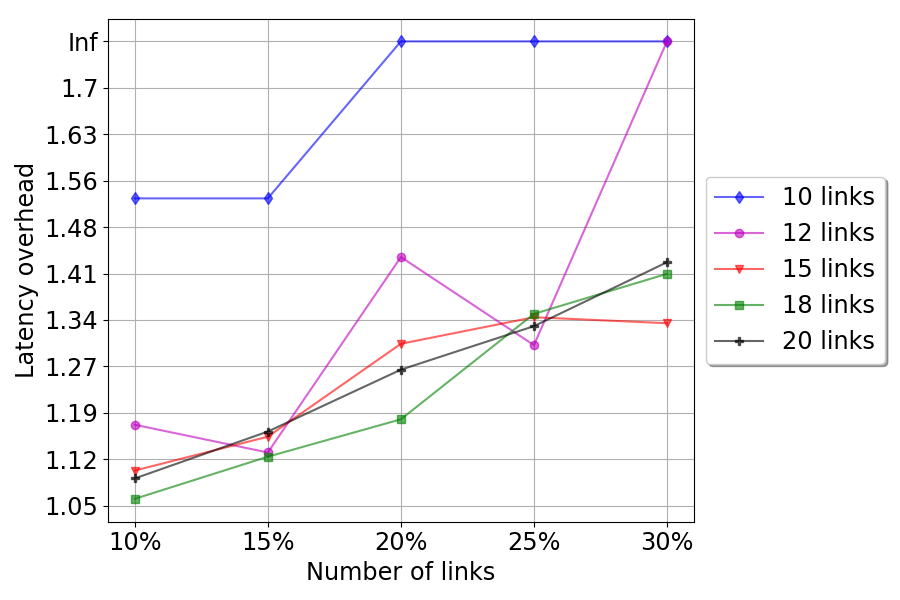 Inf
1.7
1.63
1.56
1.48
1.41
1.34
1.27
1.19
1.12
1.05
Latency overhead
10% 15% 20% 25% 30%
Number of links
10 links
12 links
15 links
18 links
20 links